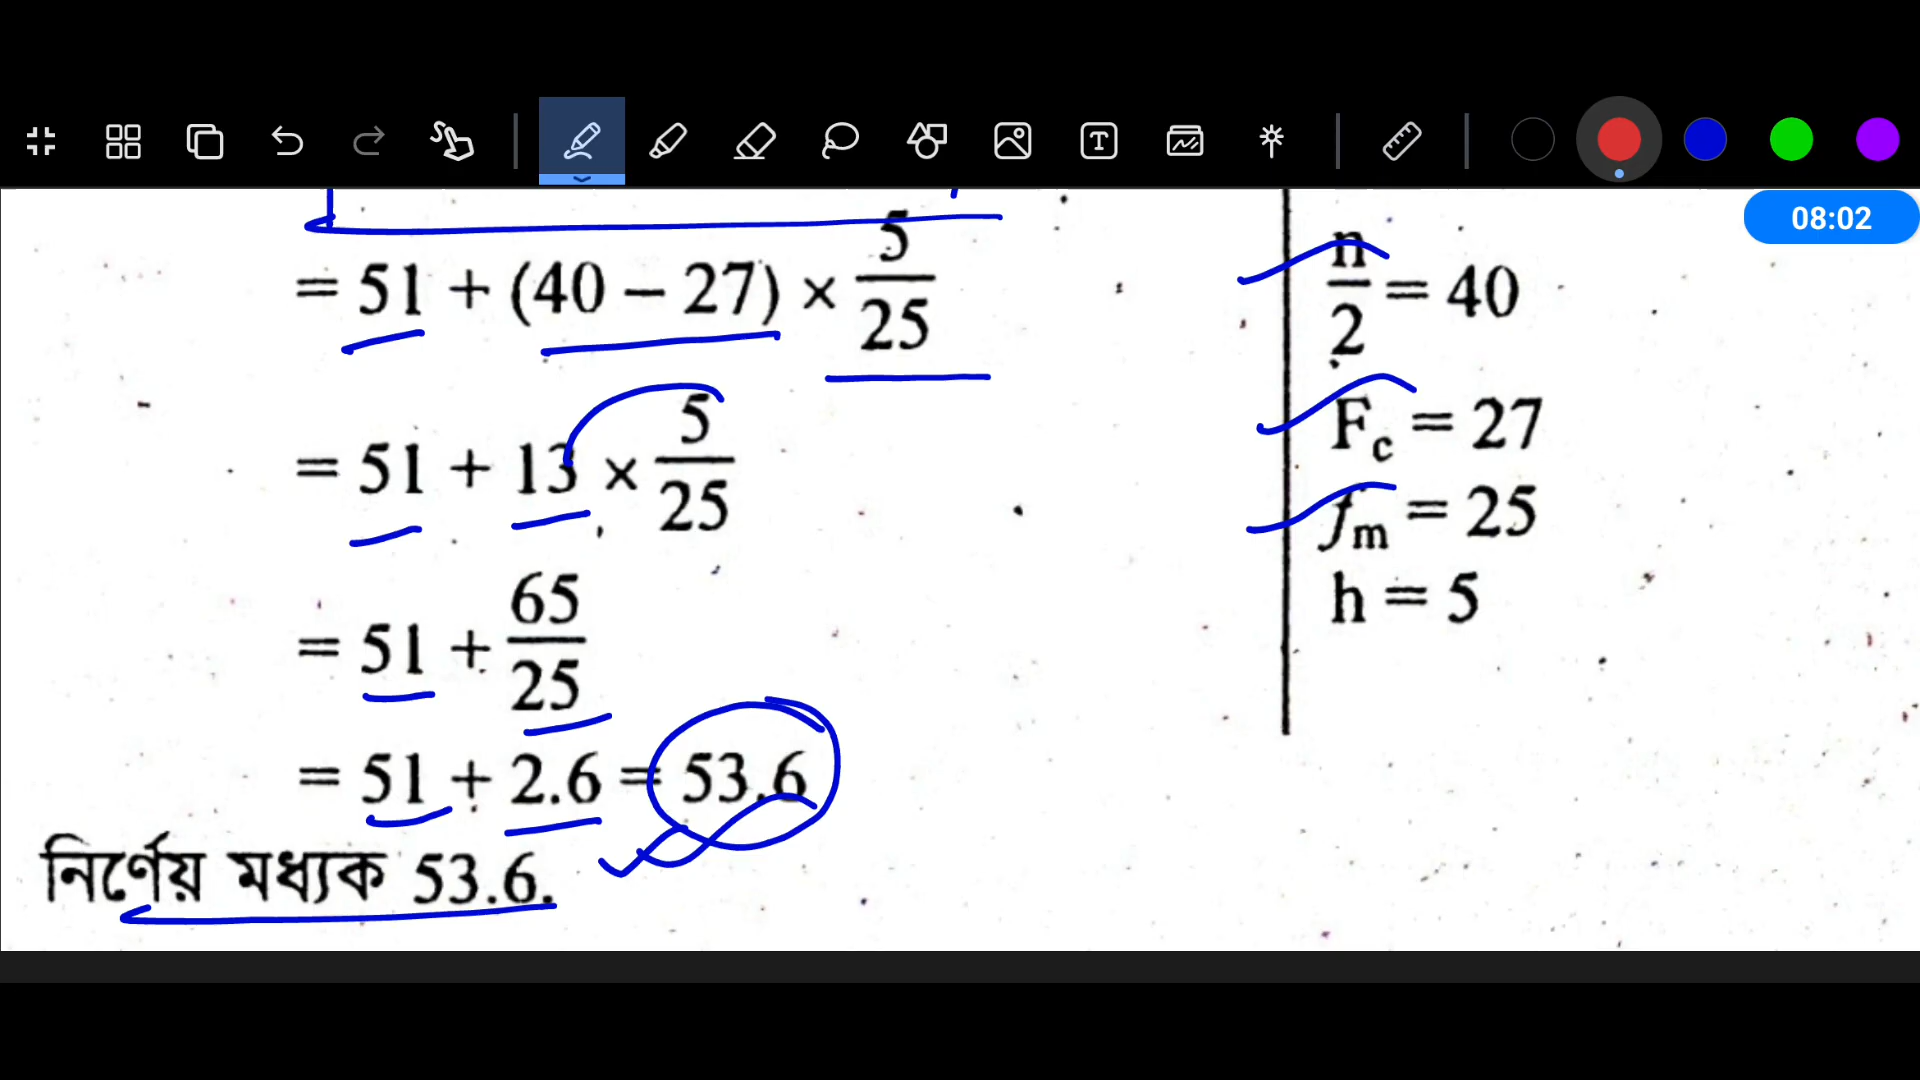 08:02
= 51 + (40 − 27) × 5/25
= 51 + 13 × 5/25
= 51 + 65/25
= 51 + 2.6 = 53.6
নির্ণেয় মধ্যক 53.6.
n/2 = 40
F_c = 27
f_m = 25
h = 5